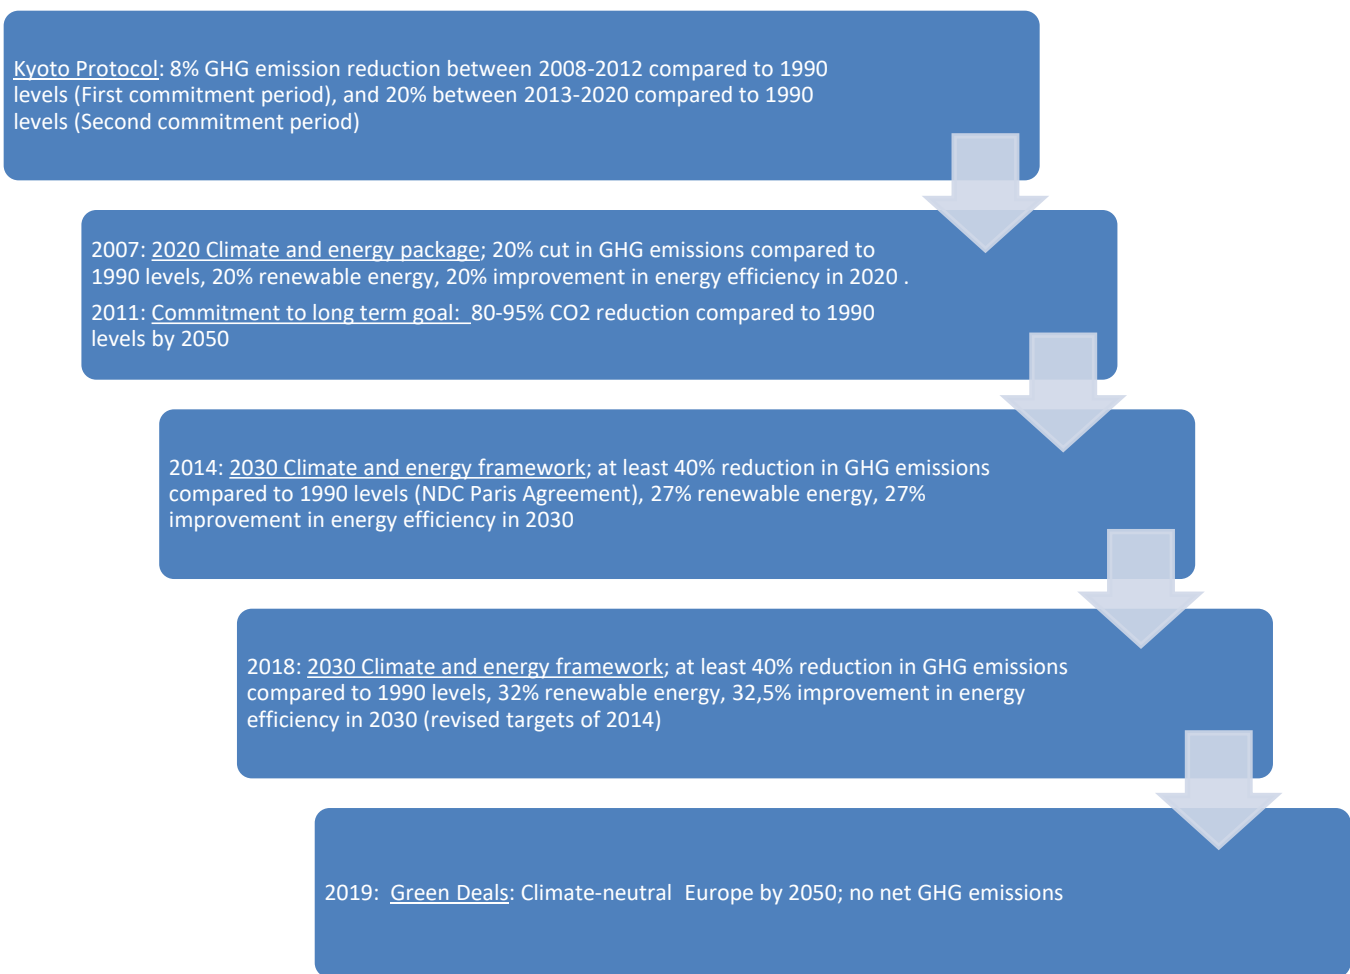 Kyoto Protocol: 8% GHG emission reduction between 2008-2012 compared to 1990
levels (First commitment period), and 20% between 2013-2020 compared to 1990
levels (Second commitment period)
2007: 2020 Climate and energy package; 20% cut in GHG emissions compared to
1990 levels, 20% renewable energy, 20% improvement in energy efficiency in 2020 .
2011: Commitment to long term goal:  80-95% CO2 reduction compared to 1990
levels by 2050
2014: 2030 Climate and energy framework; at least 40% reduction in GHG emissions
compared to 1990 levels (NDC Paris Agreement), 27% renewable energy, 27%
improvement in energy efficiency in 2030
2018: 2030 Climate and energy framework; at least 40% reduction in GHG emissions
compared to 1990 levels, 32% renewable energy, 32,5% improvement in energy
efficiency in 2030 (revised targets of 2014)
2019:  Green Deals: Climate-neutral  Europe by 2050; no net GHG emissions